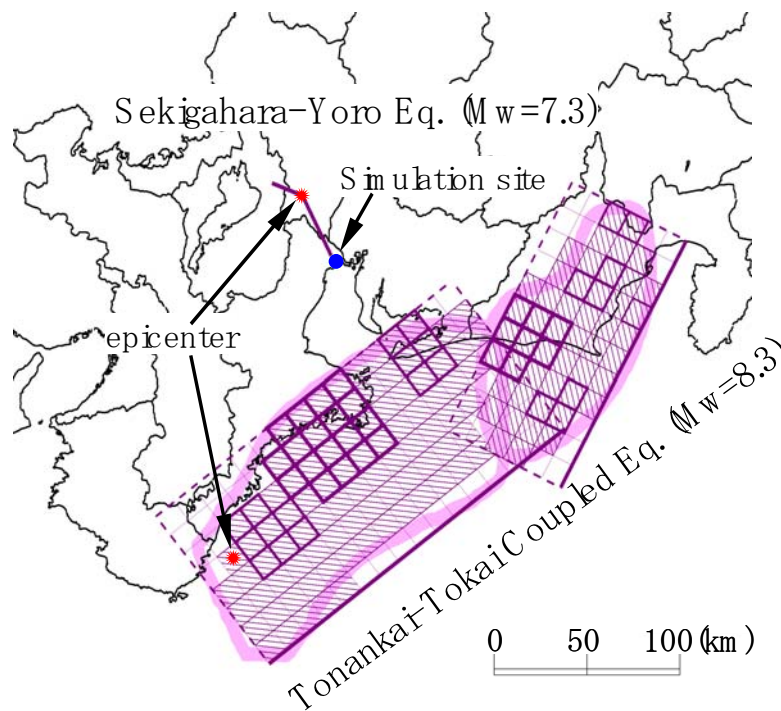 Sekigahara-Yoro Eq. (Mw=7.3)
Simulation site
epicenter
Tonankai-Tokai Coupled Eq. (Mw=8.3)
0 50 100 (km)